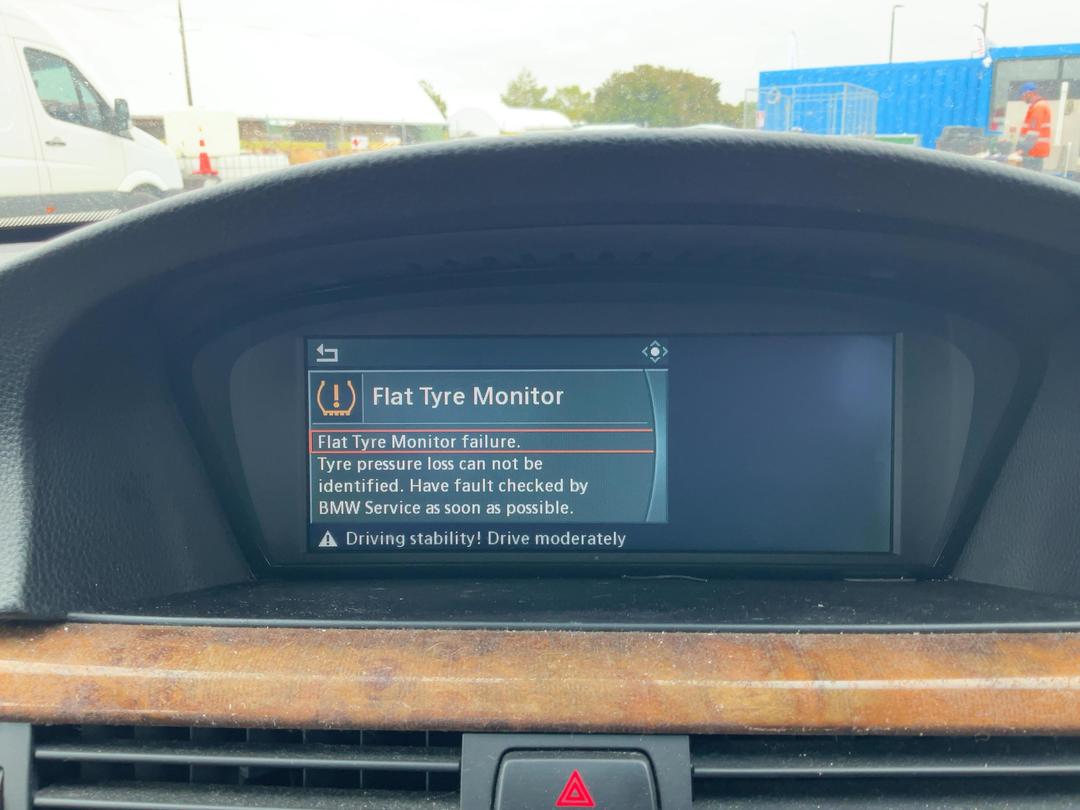 Flat Tyre Monitor
Flat Tyre Monitor failure.
Tyre pressure loss can not be
identified. Have fault checked by
BMW Service as soon as possible.
Driving stability! Drive moderately